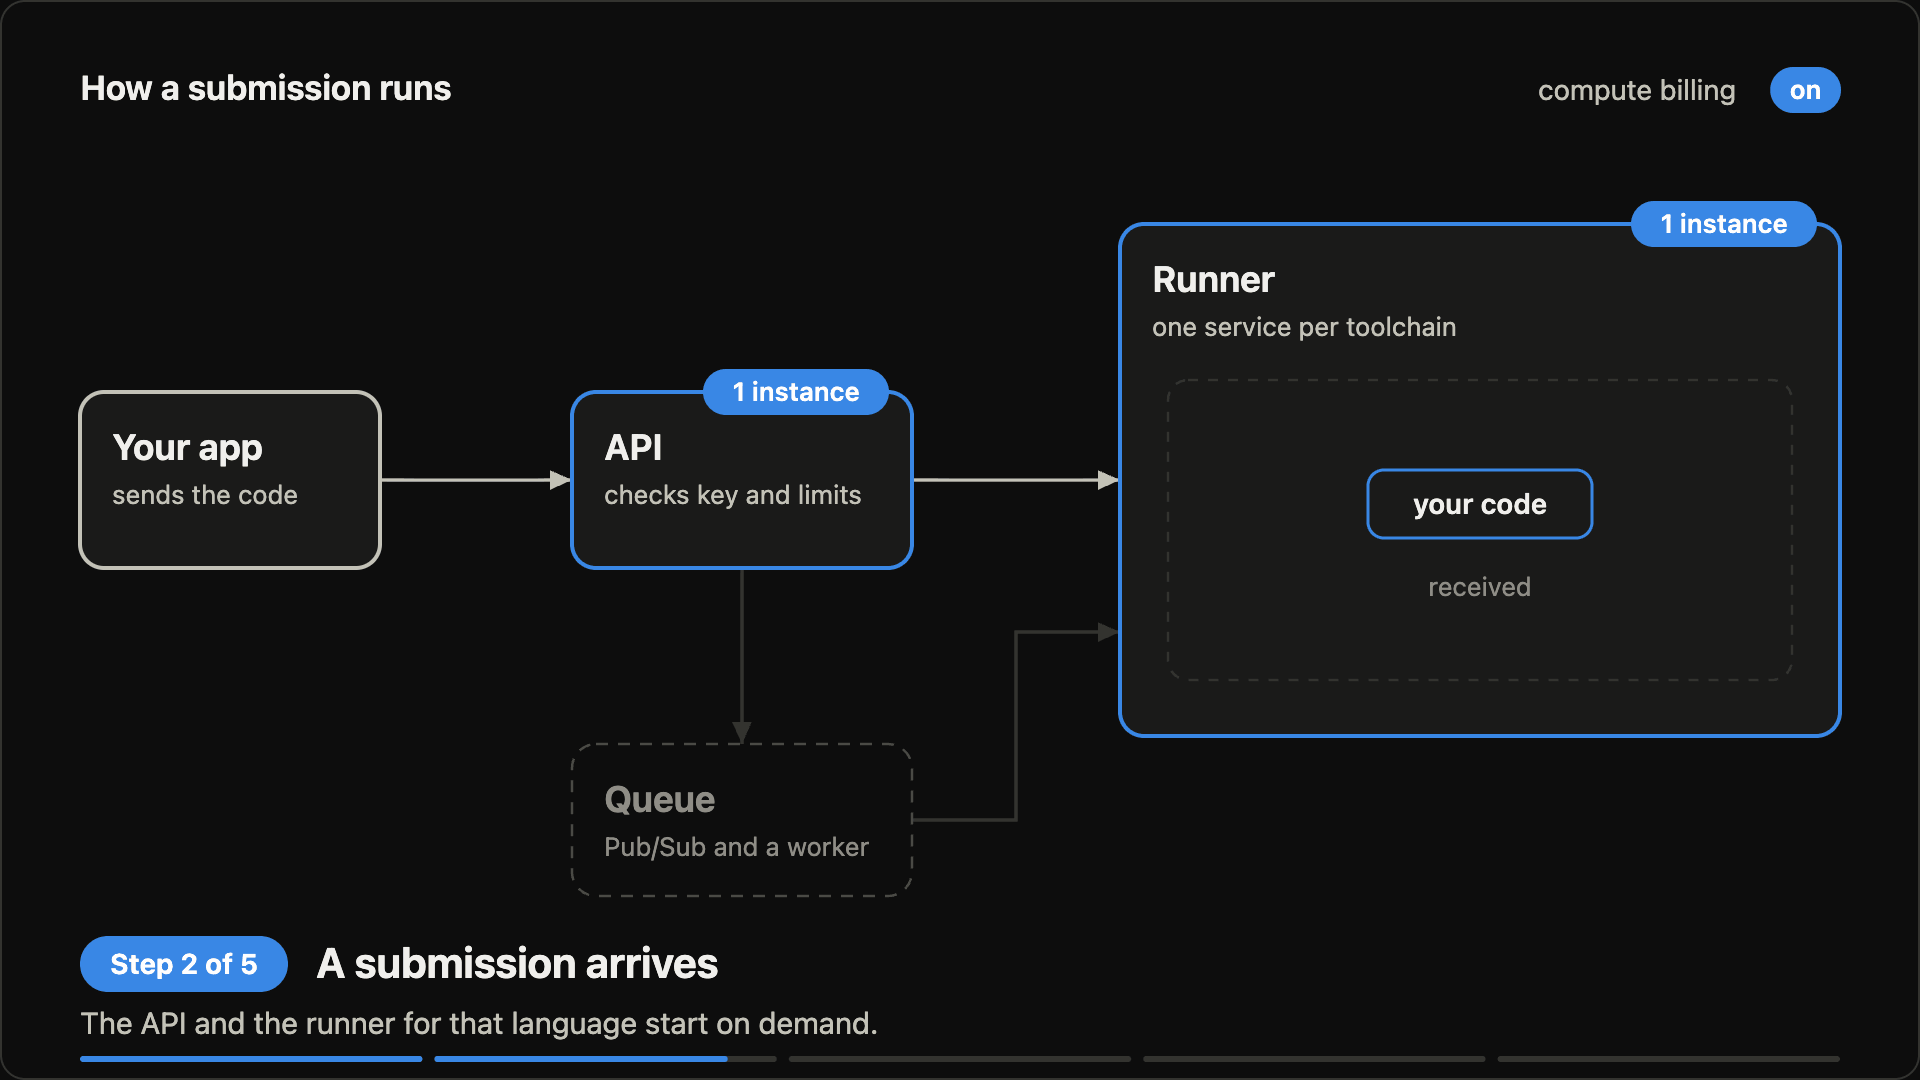 How a submission runs
compute billing
on
1 instance
Runner
one service per toolchain
1 instance
Your app
sends the code
API
checks key and limits
your code
received
Queue
Pub/Sub and a worker
Step 2 of 5
A submission arrives
The API and the runner for that language start on demand.